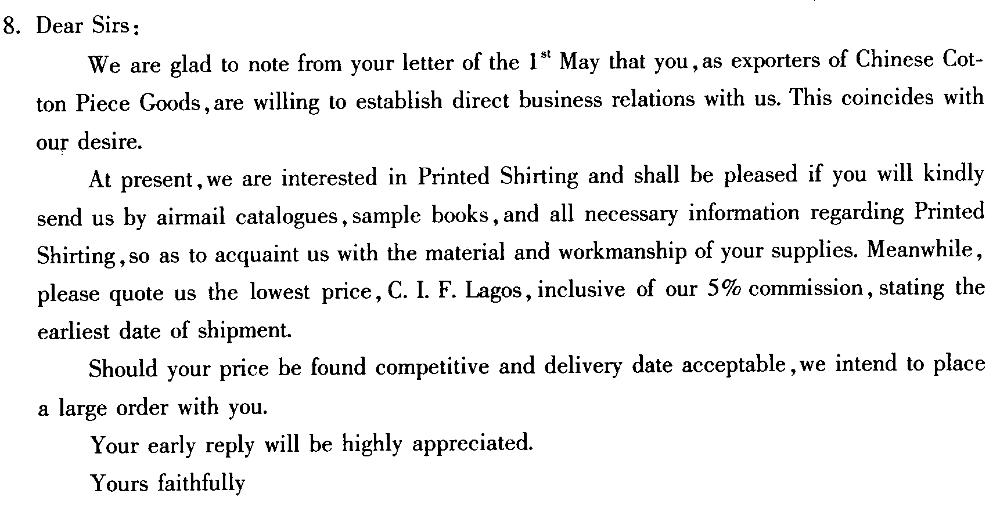 8. Dear Sirs:
We are glad to note from your letter of the 1st May that you, as exporters of Chinese Cot-
ton Piece Goods, are willing to establish direct business relations with us. This coincides with
our desire.
At present, we are interested in Printed Shirting and shall be pleased if you will kindly
send us by airmail catalogues, sample books, and all necessary information regarding Printed
Shirting, so as to acquaint us with the material and workmanship of your supplies. Meanwhile,
please quote us the lowest price, C. I. F. Lagos, inclusive of our 5% commission, stating the
earliest date of shipment.
Should your price be found competitive and delivery date acceptable, we intend to place
a large order with you.
Your early reply will be highly appreciated.
Yours faithfully